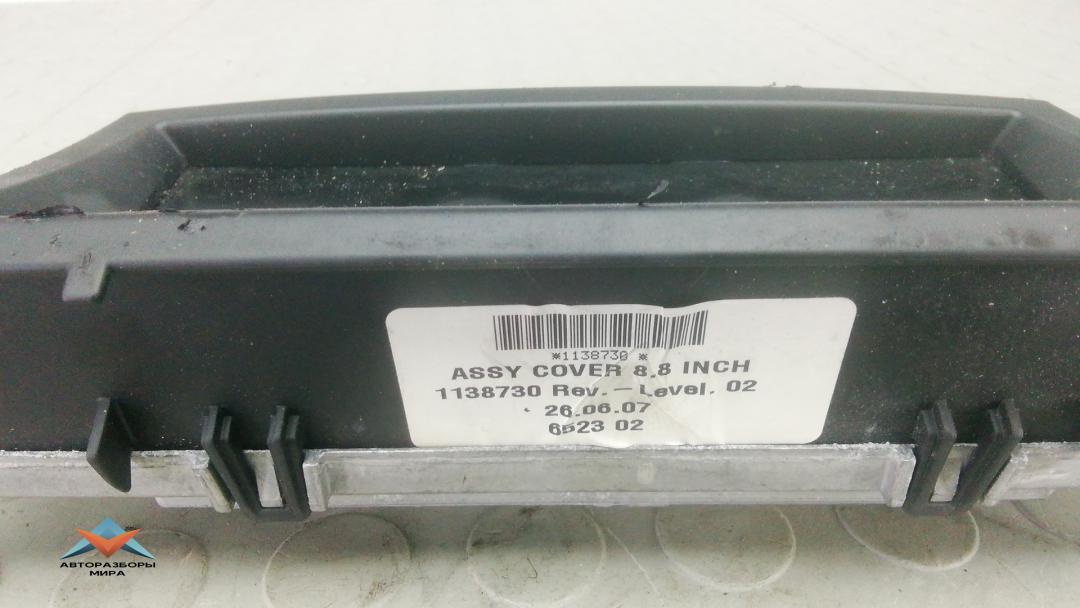 *1138730 *
ASSY COVER 8.8 INCH
1138730 Rev. - Level. 02
26.06.07
6523 02
АВТОРАЗБОРЫ
МИРА